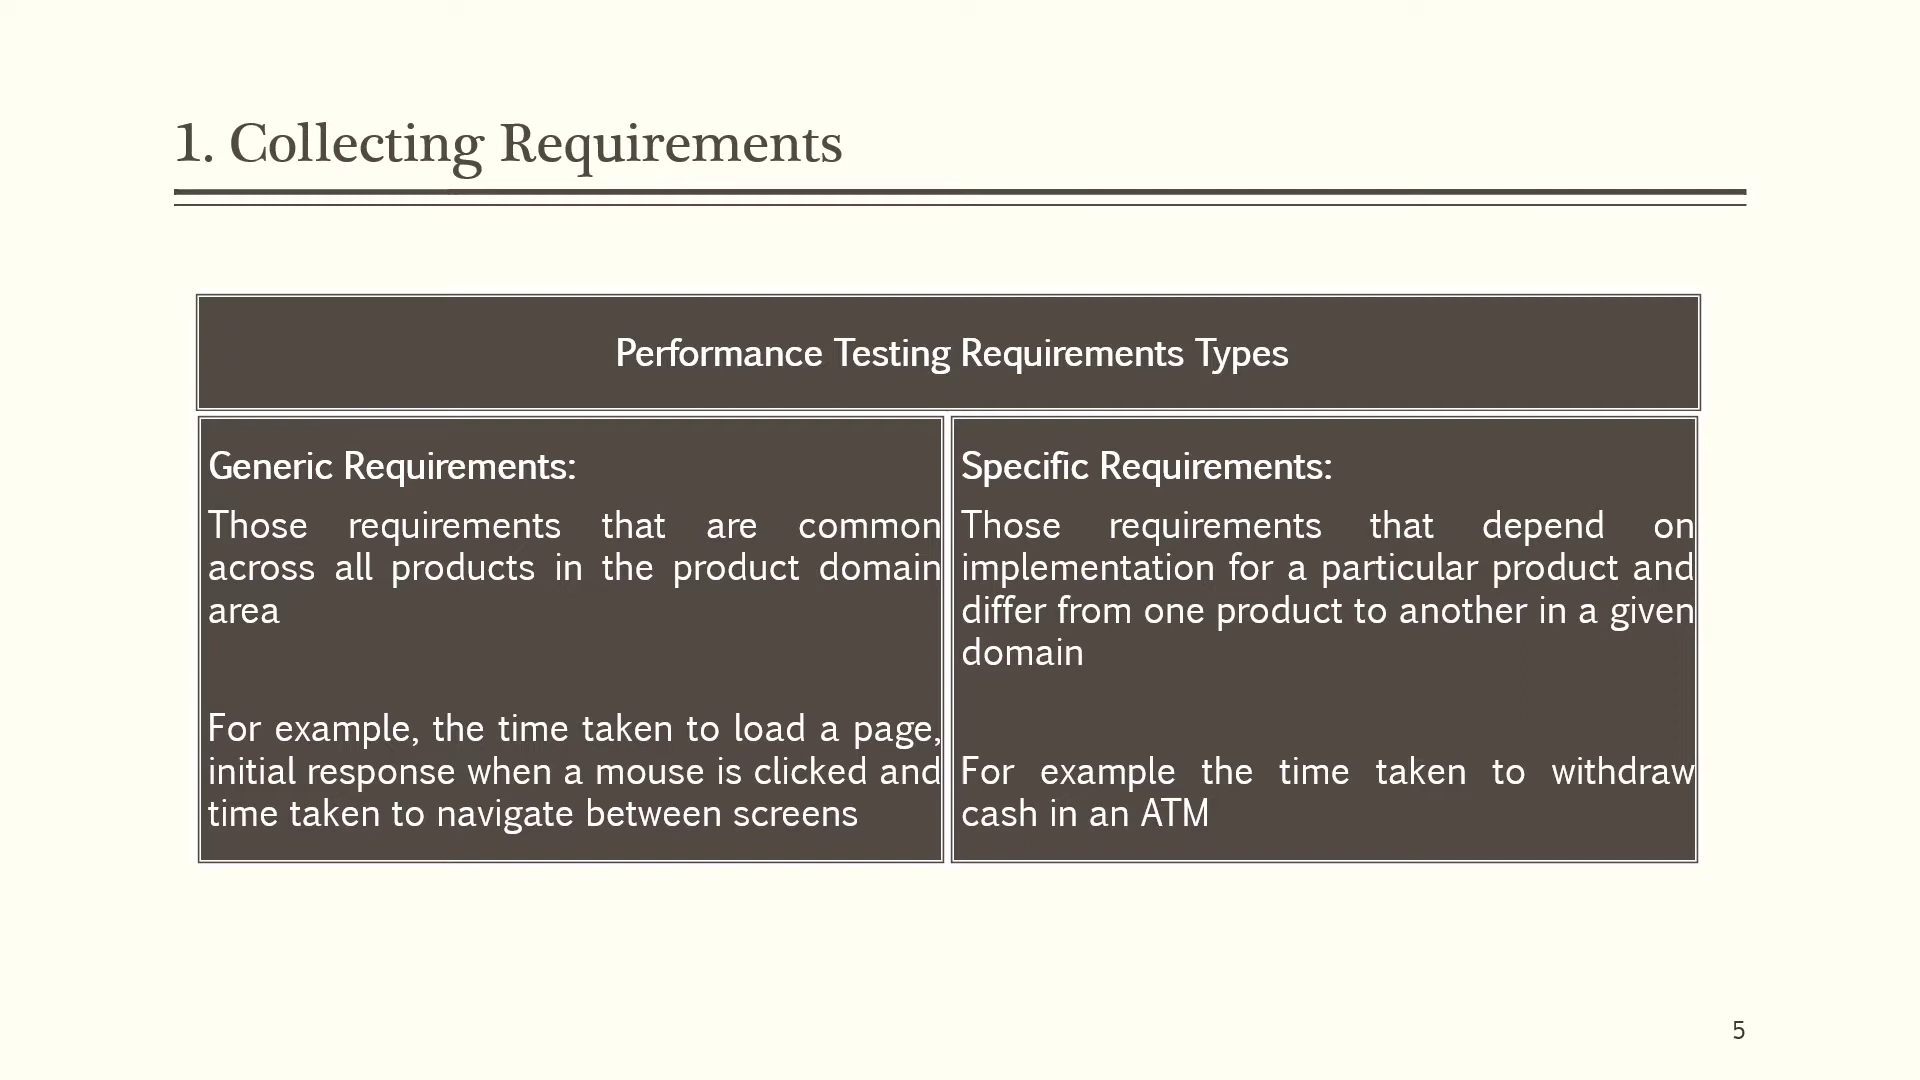 1. Collecting Requirements
Performance Testing Requirements Types
Generic Requirements:
Those requirements that are common
across all products in the product domain
area
For example, the time taken to load a page,
initial response when a mouse is clicked and
time taken to navigate between screens
Specific Requirements:
Those requirements that depend on
implementation for a particular product and
differ from one product to another in a given
domain
For example the time taken to withdraw
cash in an ATM
5